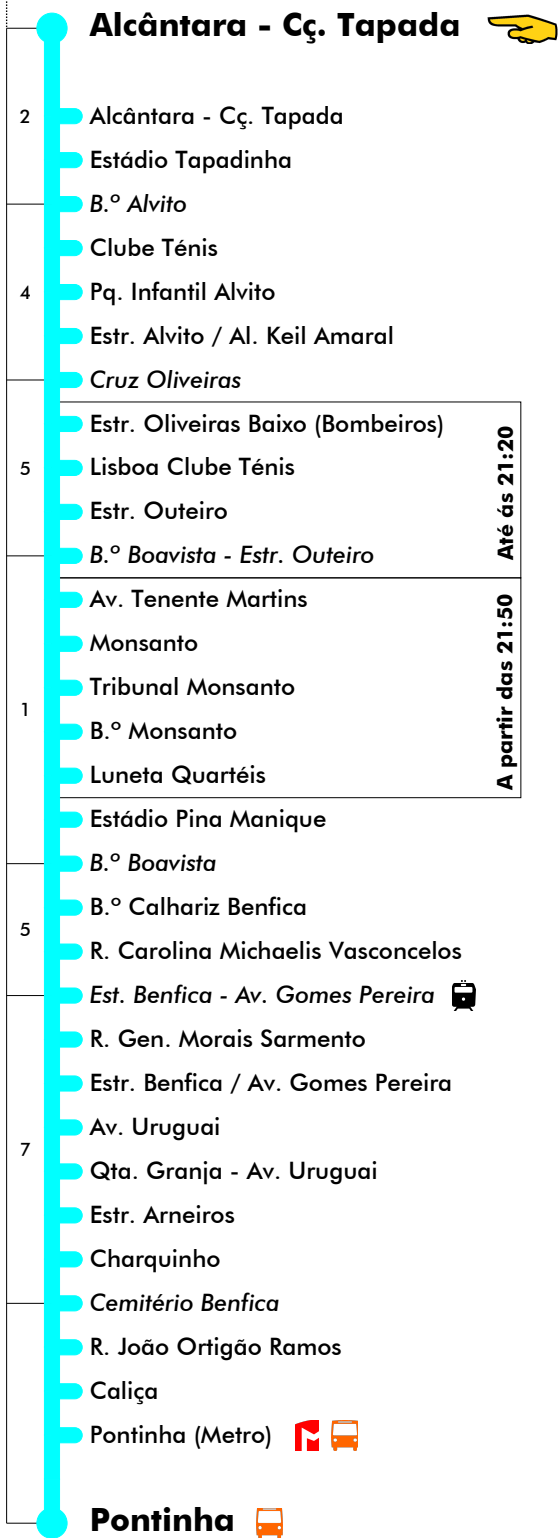 Alcântara - Cç. Tapada
2
Alcântara - Cç. Tapada
Estádio Tapadinha
B.º Alvito
Clube Ténis
4
Pq. Infantil Alvito
Estr. Alvito / Al. Keil Amaral
Cruz Oliveiras
Estr. Oliveiras Baixo (Bombeiros)
5
Lisboa Clube Ténis
Estr. Outeiro
B.º Boavista - Estr. Outeiro
Até ás 21:20
Av. Tenente Martins
Monsanto
Tribunal Monsanto
1
B.º Monsanto
Luneta Quartéis
A partir das 21:50
Estádio Pina Manique
B.º Boavista
B.º Calhariz Benfica
5
R. Carolina Michaelis Vasconcelos
Est. Benfica - Av. Gomes Pereira
R. Gen. Morais Sarmento
Estr. Benfica / Av. Gomes Pereira
Av. Uruguai
7
Qta. Granja - Av. Uruguai
Estr. Arneiros
Charquinho
Cemitério Benfica
R. João Ortigão Ramos
Caliça
Pontinha (Metro)
Pontinha